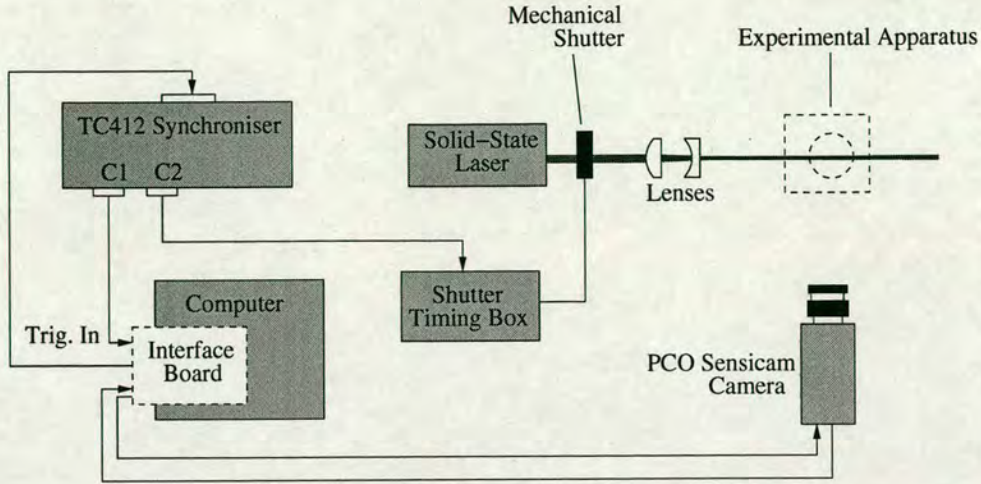 Mechanical
Shutter
Experimental Apparatus
TC412 Synchroniser
C1 C2
Solid–State
Laser
Lenses
Computer
Shutter
Timing Box
Trig. In
Interface
Board
PCO Sensicam
Camera